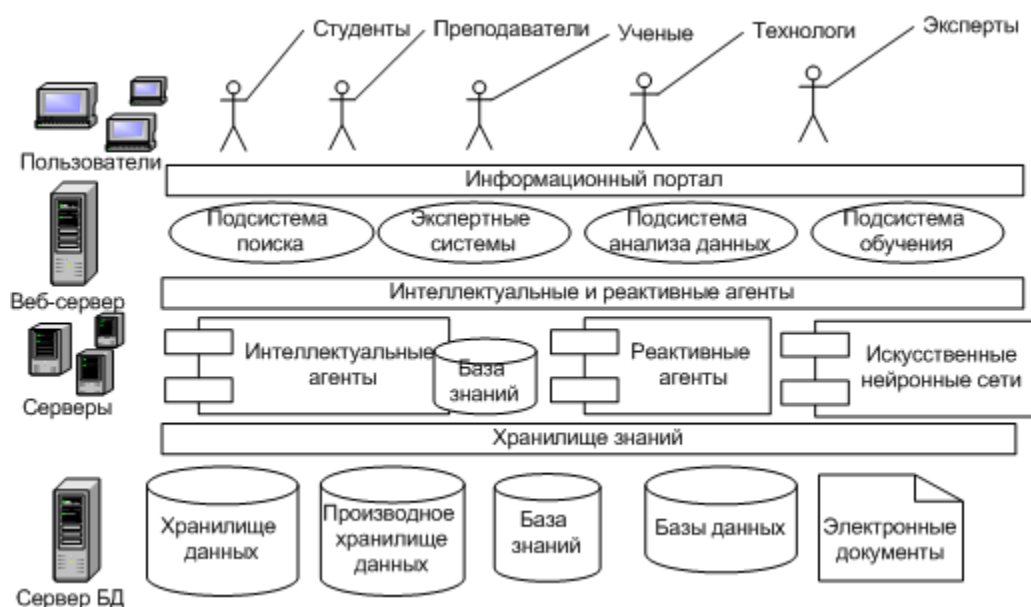 Студенты
Преподаватели
Ученые
Технологи
Эксперты
Пользователи
Информационный портал
Подсистема
поиска
Экспертные
системы
Подсистема
анализа данных
Подсистема
обучения
Веб-сервер
Интеллектуальные и реактивные агенты
Интеллектуальные
агенты
База
знаний
Реактивные
агенты
Искусственные
нейронные сети
Серверы
Хранилище знаний
Хранилище
данных
Производное
хранилище
данных
База
знаний
Базы данных
Электронные
документы
Сервер БД